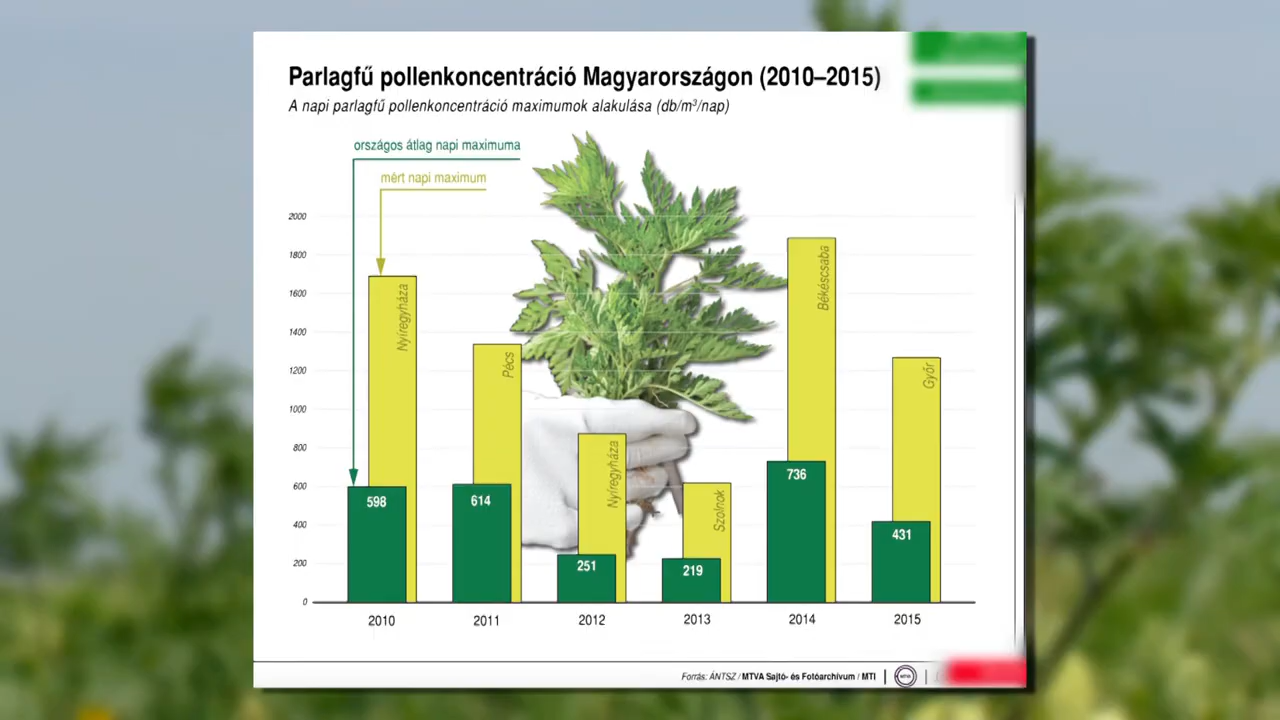 Parlagfű pollenkoncentráció Magyarországon (2010–2015)
A napi parlagfű pollenkoncentráció maximumok alakulása (db/m³/nap)
országos átlag napi maximuma
mért napi maximum
2000
1800
1600
1400
1200
1000
800
600
400
200
0
Nyíregyháza
Pécs
Nyíregyháza
Szolnok
Békéscsaba
Győr
598
614
251
219
736
431
2010
2011
2012
2013
2014
2015
Forrás: ÁNTSZ / MTVA Sajtó- és Fotóarchívum / MTI
MTVA